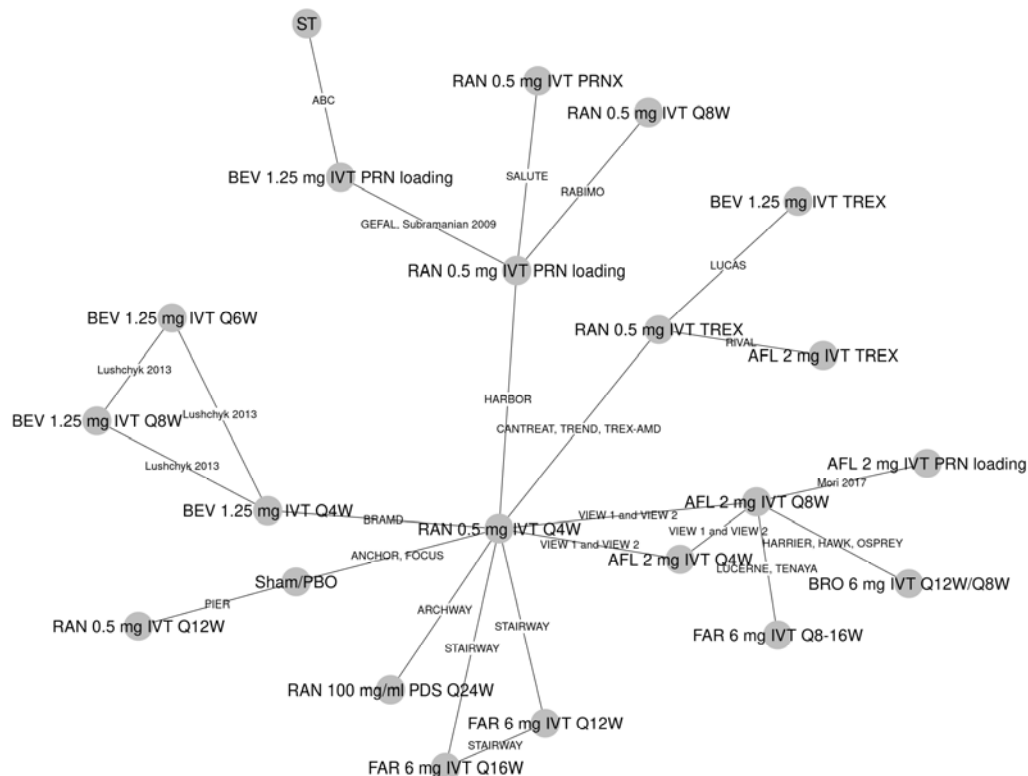 ST
ABC
RAN 0.5 mg IVT PRNX
RAN 0.5 mg IVT Q8W
BEV 1.25 mg IVT PRN loading
SALUTE
RABIMO
BEV 1.25 mg IVT TREX
GEFAL, Subramanian 2009
LUCAS
RAN 0.5 mg IVT PRN loading
BEV 1.25 mg IVT Q6W
RAN 0.5 mg IVT TREX
RIVAL
AFL 2 mg IVT TREX
Lushchyk 2013
HARBOR
Lushchyk 2013
BEV 1.25 mg IVT Q8W
CANTREAT, TREND, TREX-AMD
Lushchyk 2013
AFL 2 mg IVT PRN loading
Mori 2017
BEV 1.25 mg IVT Q4W
BRAMD
AFL 2 mg IVT Q8W
VIEW 1 and VIEW 2
RAN 0.5 mg IVT Q4W
VIEW 1 and VIEW 2
VIEW 1 and VIEW 2
HARRIER, HAWK, OSPREY
ANCHOR, FOCUS
AFL 2 mg IVT Q4W
LUCERNE, TENAYA
Sham/PBO
BRO 6 mg IVT Q12W/Q8W
PIER
ARCHWAY
RAN 0.5 mg IVT Q12W
STAIRWAY
FAR 6 mg IVT Q8-16W
STAIRWAY
RAN 100 mg/ml PDS Q24W
FAR 6 mg IVT Q12W
STAIRWAY
FAR 6 mg IVT Q16W